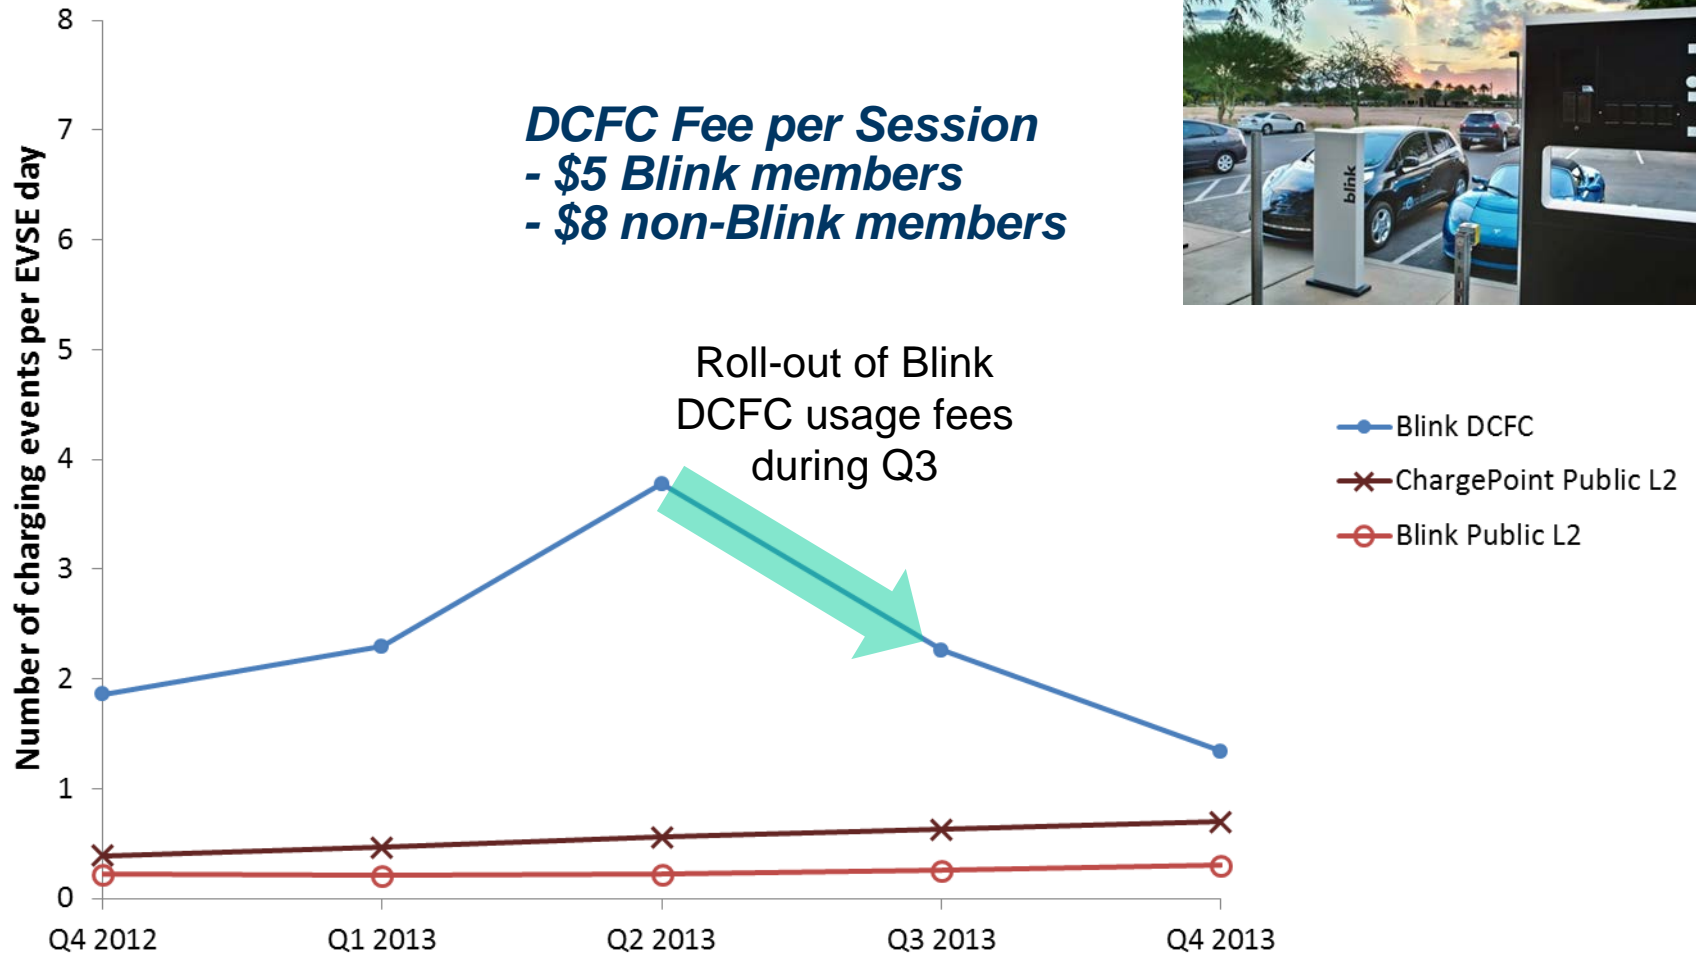 8
7
6
5
4
3
2
1
0
Number of charging events per EVSE day
DCFC Fee per Session
- $5 Blink members
- $8 non-Blink members
blink
Roll-out of Blink
DCFC usage fees
during Q3
Blink DCFC
ChargePoint Public L2
Blink Public L2
Q4 2012
Q1 2013
Q2 2013
Q3 2013
Q4 2013